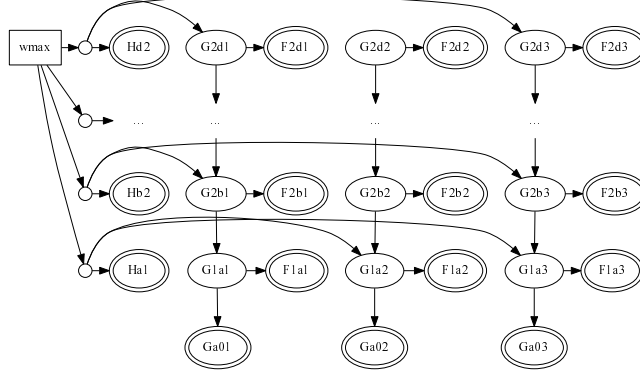 wmax Hd2 G2d1 F2d1 G2d2 F2d2 G2d3 F2d3
... ... ... ...
Hb2 G2b1 F2b1 G2b2 F2b2 G2b3 F2b3
Ha1 G1a1 F1a1 G1a2 F1a2 G1a3 F1a3
Ga01 Ga02 Ga03